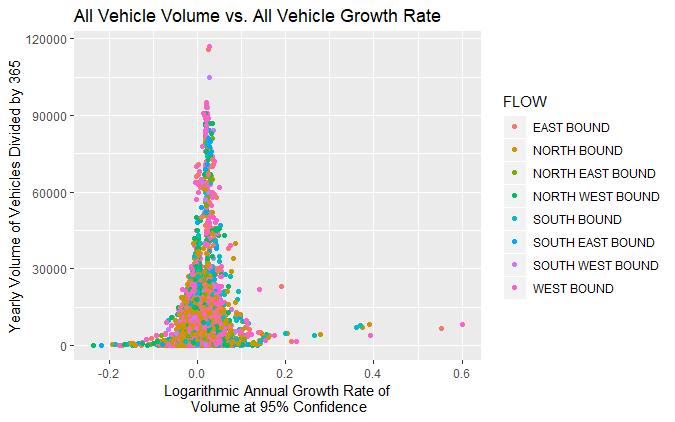 All Vehicle Volume vs. All Vehicle Growth Rate
Yearly Volume of Vehicles Divided by 365
120000
90000
60000
30000
0
-0.2
0.0
0.2
0.4
0.6
Logarithmic Annual Growth Rate of
Volume at 95% Confidence
FLOW
EAST BOUND
NORTH BOUND
NORTH EAST BOUND
NORTH WEST BOUND
SOUTH BOUND
SOUTH EAST BOUND
SOUTH WEST BOUND
WEST BOUND